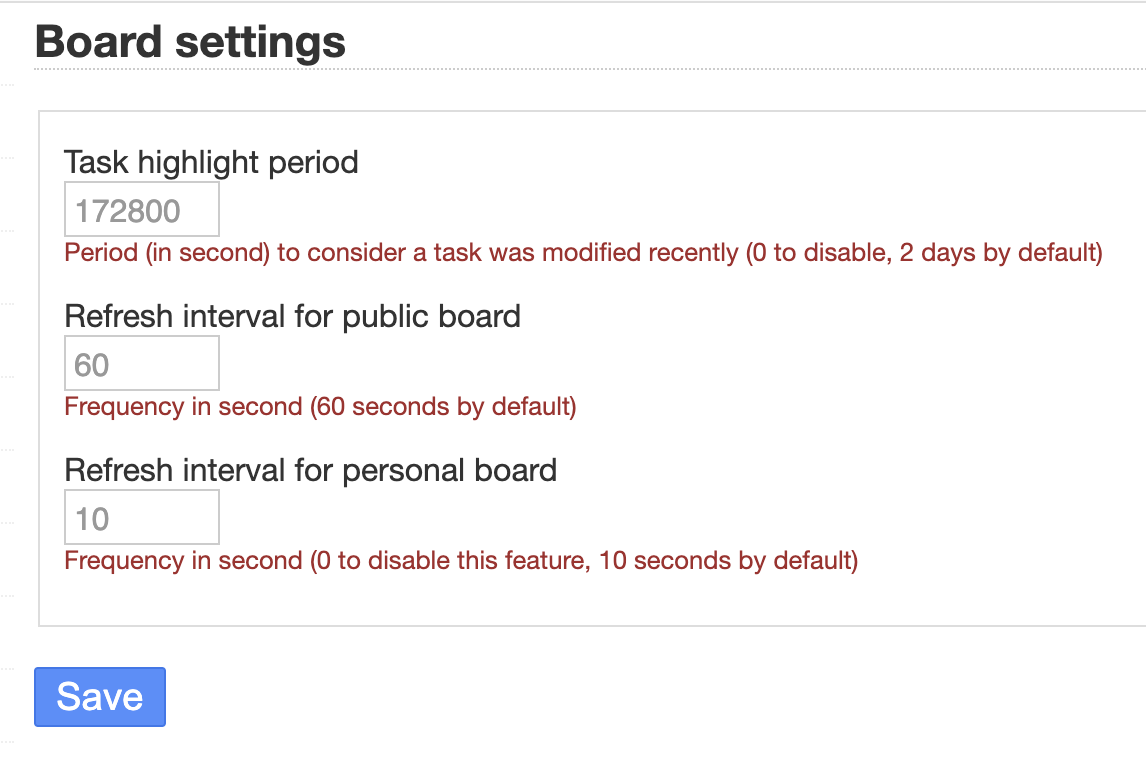 Board settings
Task highlight period
172800
Period (in second) to consider a task was modified recently (0 to disable, 2 days by default)
Refresh interval for public board
60
Frequency in second (60 seconds by default)
Refresh interval for personal board
10
Frequency in second (0 to disable this feature, 10 seconds by default)
Save